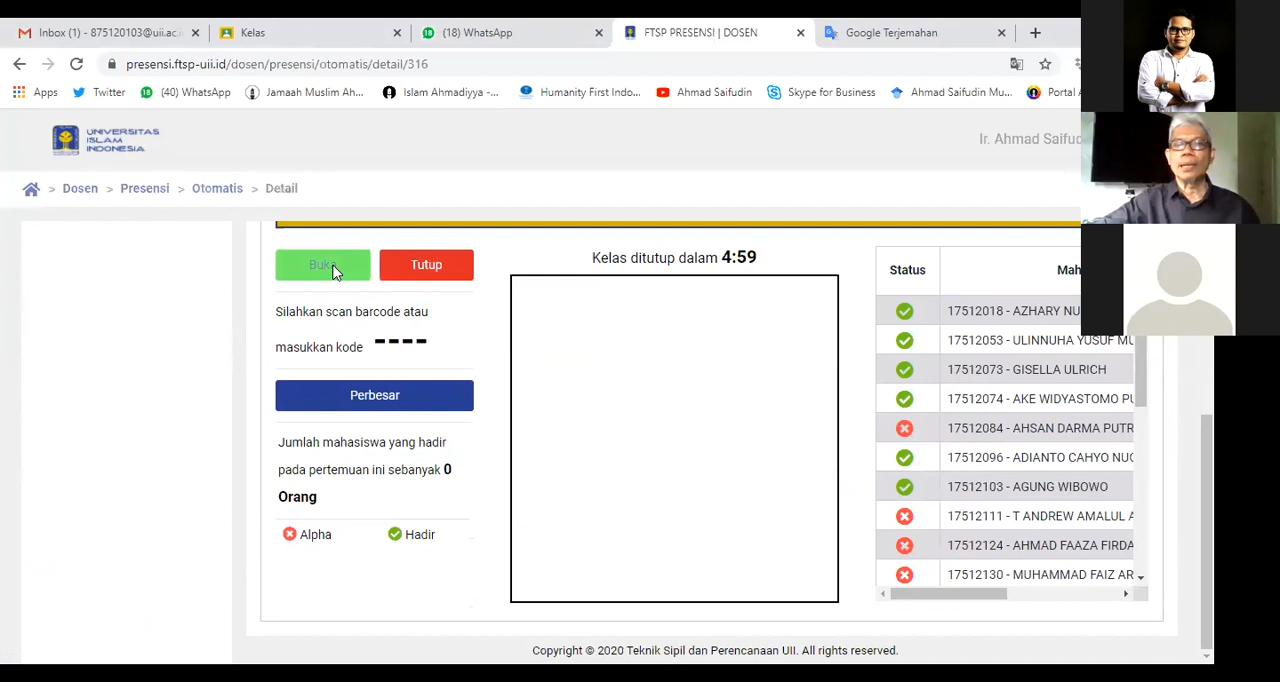 Inbox (1) - 875120103@uii.ac.
Kelas
(18) WhatsApp
FTSP PRESENSI | DOSEN
Google Terjemahan
presensi.ftsp-uii.id/dosen/presensi/otomatis/detail/316
Apps
Twitter
(40) WhatsApp
Jamaah Muslim Ah...
Islam Ahmadiyya -...
Humanity First Indo...
Ahmad Saifudin
Skype for Business
Ahmad Saifudin Mu...
Portal A
UNIVERSITAS
ISLAM
INDONESIA
Ir. Ahmad Saifud
> Dosen > Presensi > Otomatis > Detail
Buka
Tutup
Kelas ditutup dalam 4:59
Status
Mah
Silahkan scan barcode atau
masukkan kode ----
Perbesar
Jumlah mahasiswa yang hadir
pada pertemuan ini sebanyak 0
Orang
Alpha
Hadir
17512018 - AZHARY NU
17512053 - ULINNUHA YUSUF MU
17512073 - GISELLA ULRICH
17512074 - AKE WIDYASTOMO PU
17512084 - AHSAN DARMA PUTR
17512096 - ADIANTO CAHYO NUG
17512103 - AGUNG WIBOWO
17512111 - T ANDREW AMALUL A
17512124 - AHMAD FAAZA FIRDA
17512130 - MUHAMMAD FAIZ AR
Copyright © 2020 Teknik Sipil dan Perencanaan UII. All rights reserved.